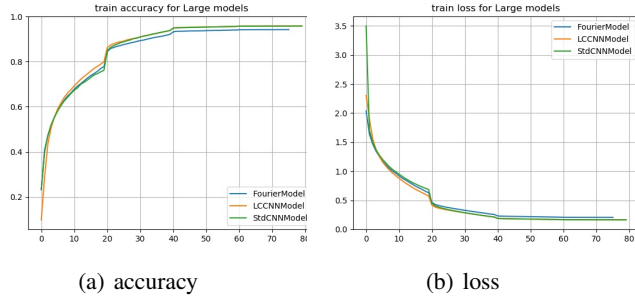 train accuracy for Large models
1.0
0.8
0.6
0.4
0.2
0 10 20 30 40 50 60 70 80
FourierModel
LCCNNModel
StdCNNModel
(a) accuracy
train loss for Large models
3.5
3.0
2.5
2.0
1.5
1.0
0.5
0.0
0 10 20 30 40 50 60 70 80
FourierModel
LCCNNModel
StdCNNModel
(b) loss